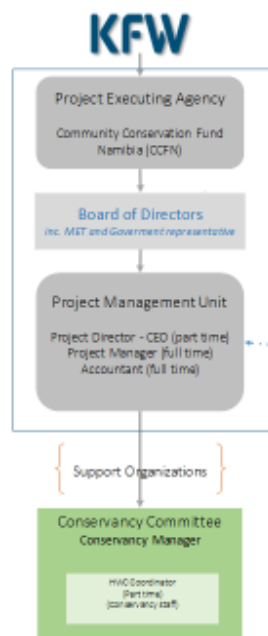 KFW
Project Executing Agency
Community Conservation Fund
Namibia (CCFN)
Board of Directors
inc. MET and Goverment representative
Project Management Unit
Project Director - CEO (part time)
Project Manager (full time)
Accountant (full time)
Support Organizations
Conservancy Committee
Conservancy Manager
HWC Coordinator
(Part time)
(conservancy staff)